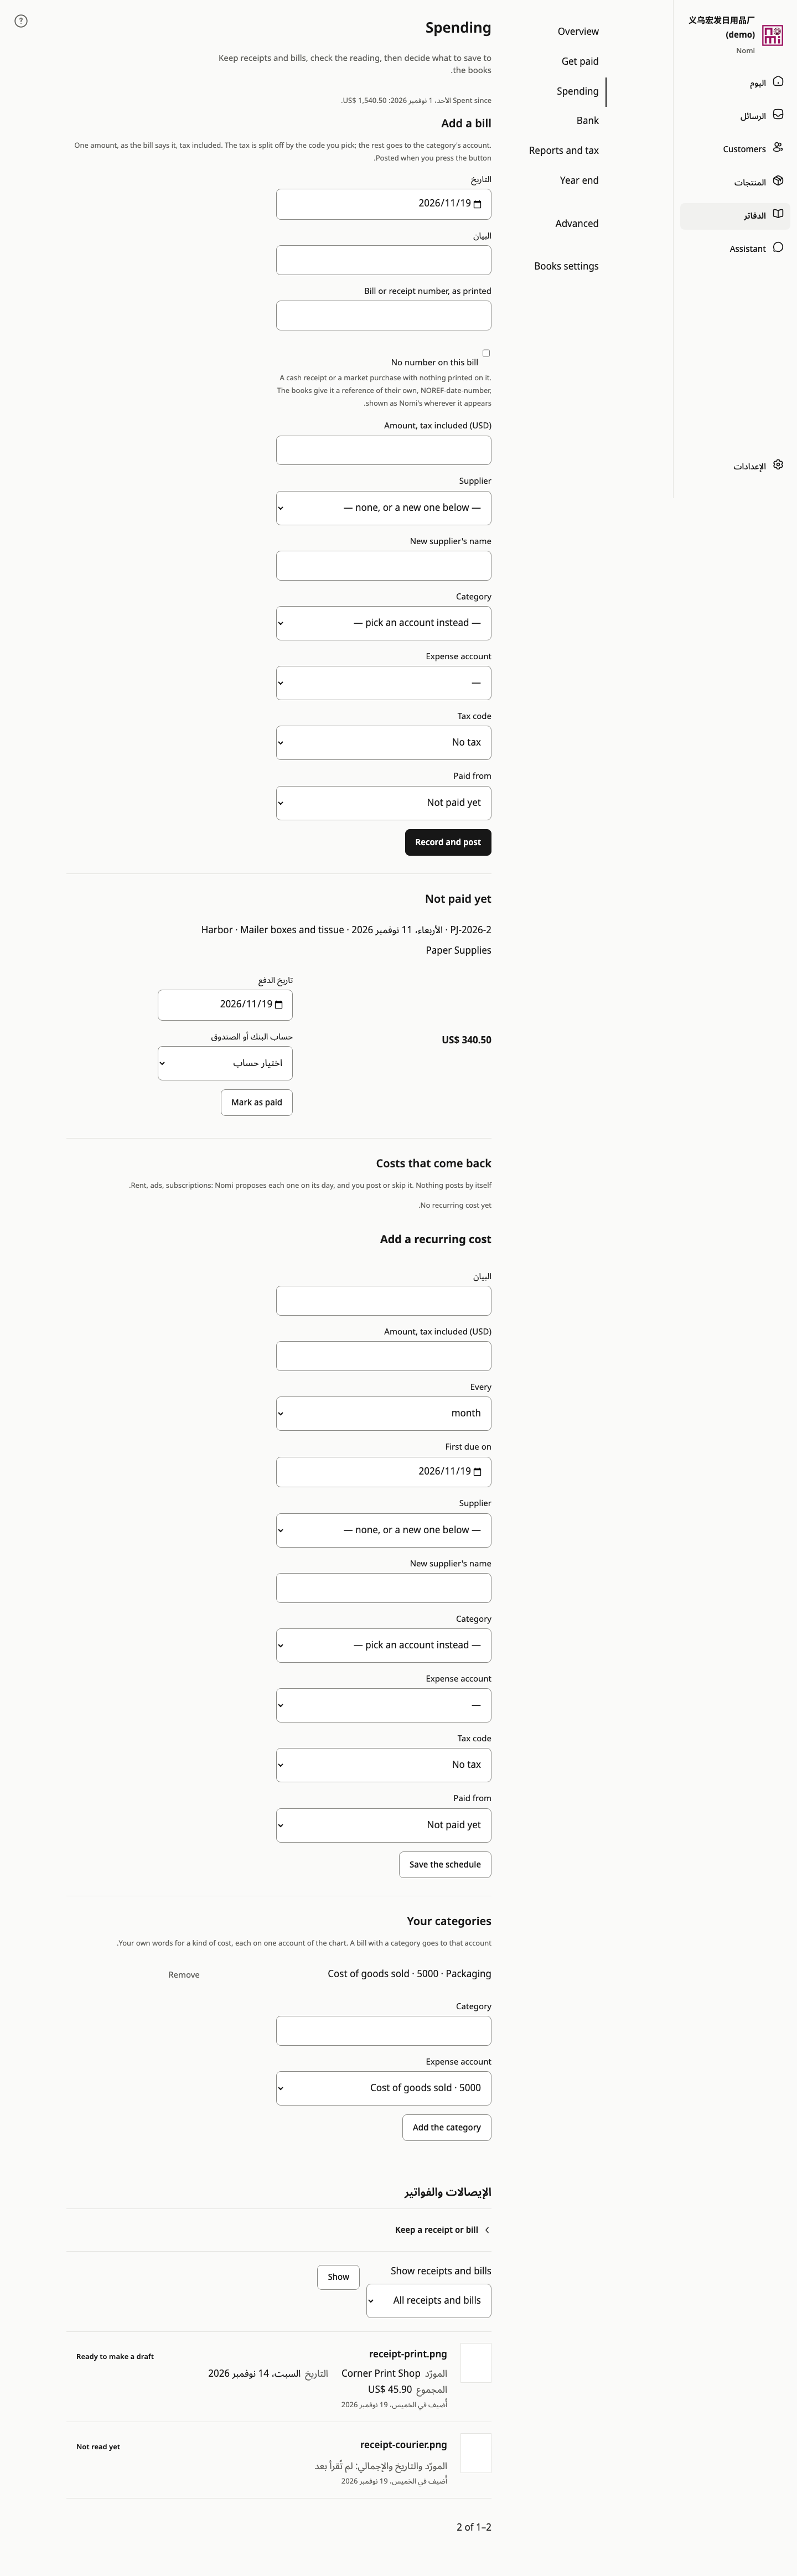 义乌宏发日用品厂
(demo)
Nomi
اليوم
الرسائل
Customers
المنتجات
الدفاتر
Assistant
الإعدادات
Overview
Get paid
Spending
Bank
Reports and tax
Year end
Advanced
Books settings
Spending
Keep receipts and bills, check the reading, then decide what to save to
the books.
Spent since الأحد، 1 نوفمبر 2026: US$ 1,540.50.
Add a bill
One amount, as the bill says it, tax included. The tax is split off by the code you pick; the rest goes to the category's account.
Posted when you press the button.
التاريخ
2026/11/19
البيان
Bill or receipt number, as printed
No number on this bill
A cash receipt or a market purchase with nothing printed on it.
The books give it a reference of their own, NOREF-date-number,
shown as Nomi's wherever it appears.
Amount, tax included (USD)
Supplier
— none, or a new one below —
New supplier's name
Category
— pick an account instead —
Expense account
—
Tax code
No tax
Paid from
Not paid yet
Record and post
Not paid yet
PJ-2026-2 · الأربعاء، 11 نوفمبر 2026 · Harbor · Mailer boxes and tissue
Paper Supplies
US$ 340.50
تاريخ الدفع
2026/11/19
حساب البنك أو الصندوق
اختيار حساب
Mark as paid
Costs that come back
Rent, ads, subscriptions: Nomi proposes each one on its day, and you post or skip it. Nothing posts by itself.
No recurring cost yet.
Add a recurring cost
البيان
Amount, tax included (USD)
Every
month
First due on
2026/11/19
Supplier
— none, or a new one below —
New supplier's name
Category
— pick an account instead —
Expense account
—
Tax code
No tax
Paid from
Not paid yet
Save the schedule
Your categories
Your own words for a kind of cost, each on one account of the chart. A bill with a category goes to that account.
Cost of goods sold · 5000 · Packaging
Remove
Category
Expense account
Cost of goods sold · 5000
Add the category
الإيصالات والفواتير
Keep a receipt or bill
Show receipts and bills
All receipts and bills
Show
receipt-print.png
Ready to make a draft
المورّد Corner Print Shop التاريخ السبت، 14 نوفمبر 2026
المجموع US$ 45.90
أضيف في الخميس، 19 نوفمبر 2026
receipt-courier.png
Not read yet
المورّد والتاريخ والإجمالي: لم تُقرأ بعد
أضيف في الخميس، 19 نوفمبر 2026
2 of 1–2